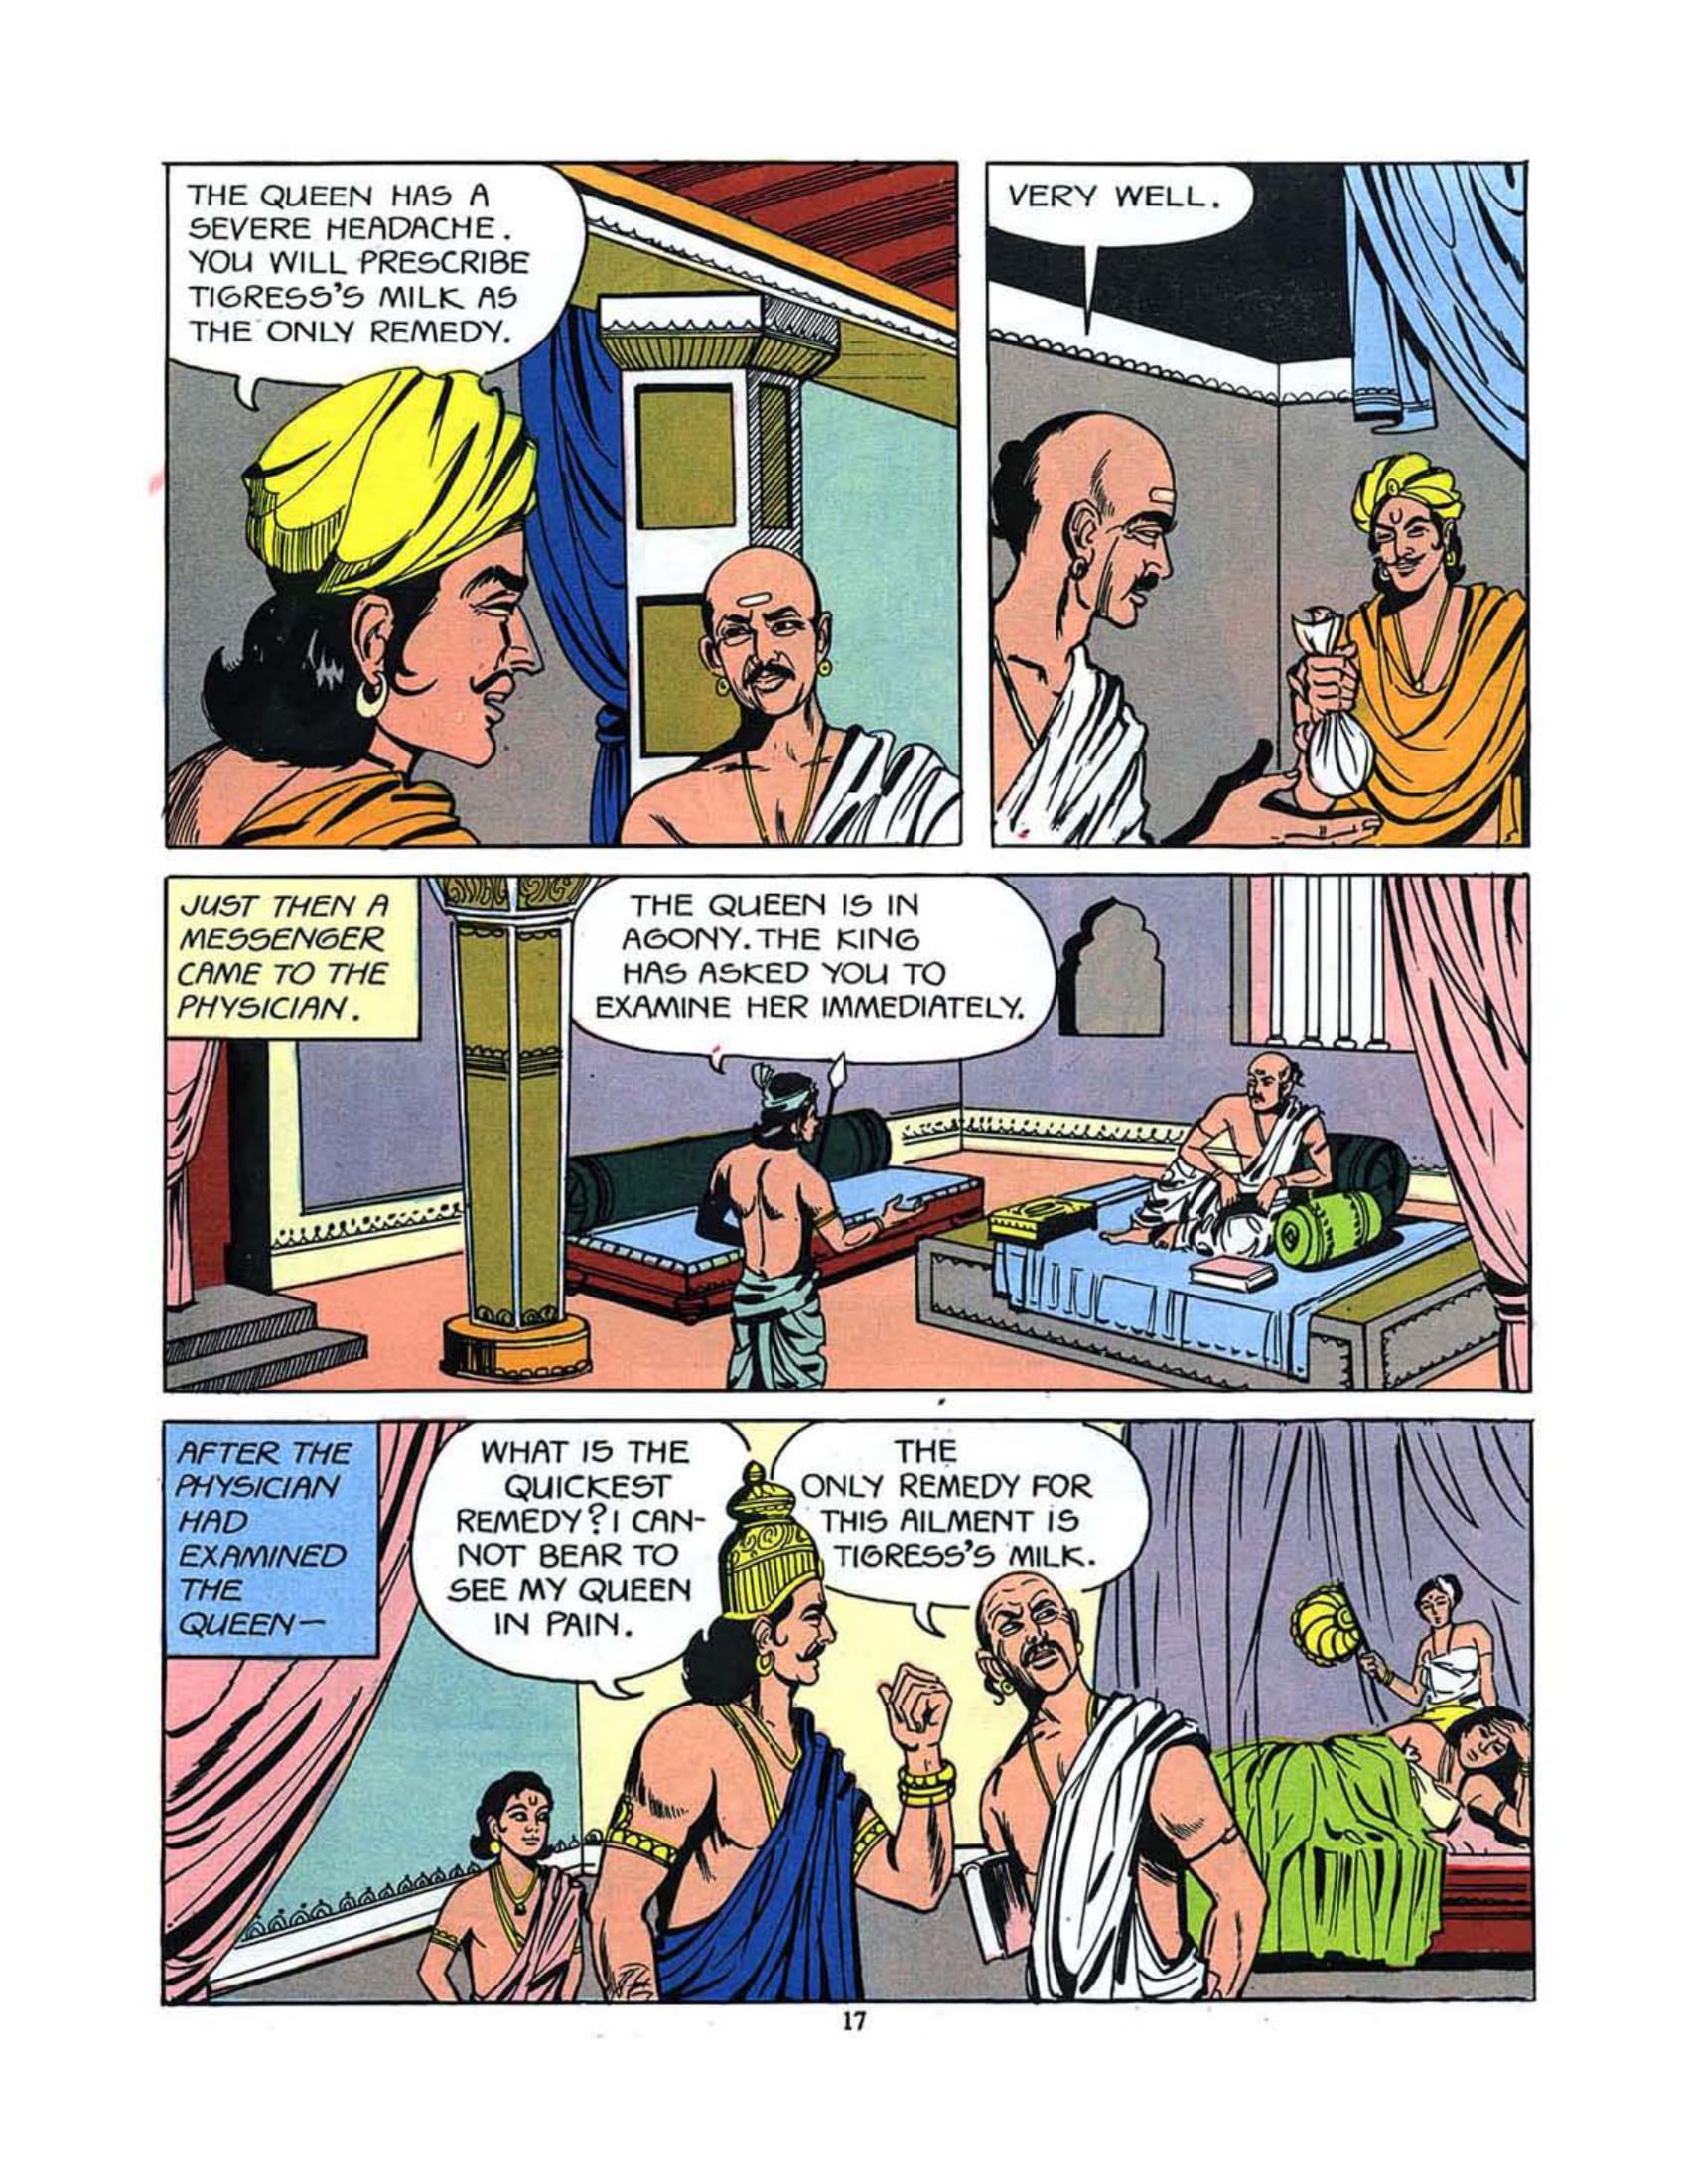 THE QUEEN HAS A
SEVERE HEADACHE.
YOU WILL PRESCRIBE
TIGRESS'S MILK AS
THE ONLY REMEDY.
VERY WELL.
JUST THEN A
MESSENGER
CAME TO THE
PHYSICIAN.
THE QUEEN IS IN
AGONY. THE KING
HAS ASKED YOU TO
EXAMINE HER IMMEDIATELY.
AFTER THE
PHYSICIAN
HAD
EXAMINED
THE
QUEEN—
WHAT IS THE
QUICKEST
REMEDY? I CAN-
NOT BEAR TO
SEE MY QUEEN
IN PAIN.
THE
ONLY REMEDY FOR
THIS AILMENT IS
TIGRESS'S MILK.
17